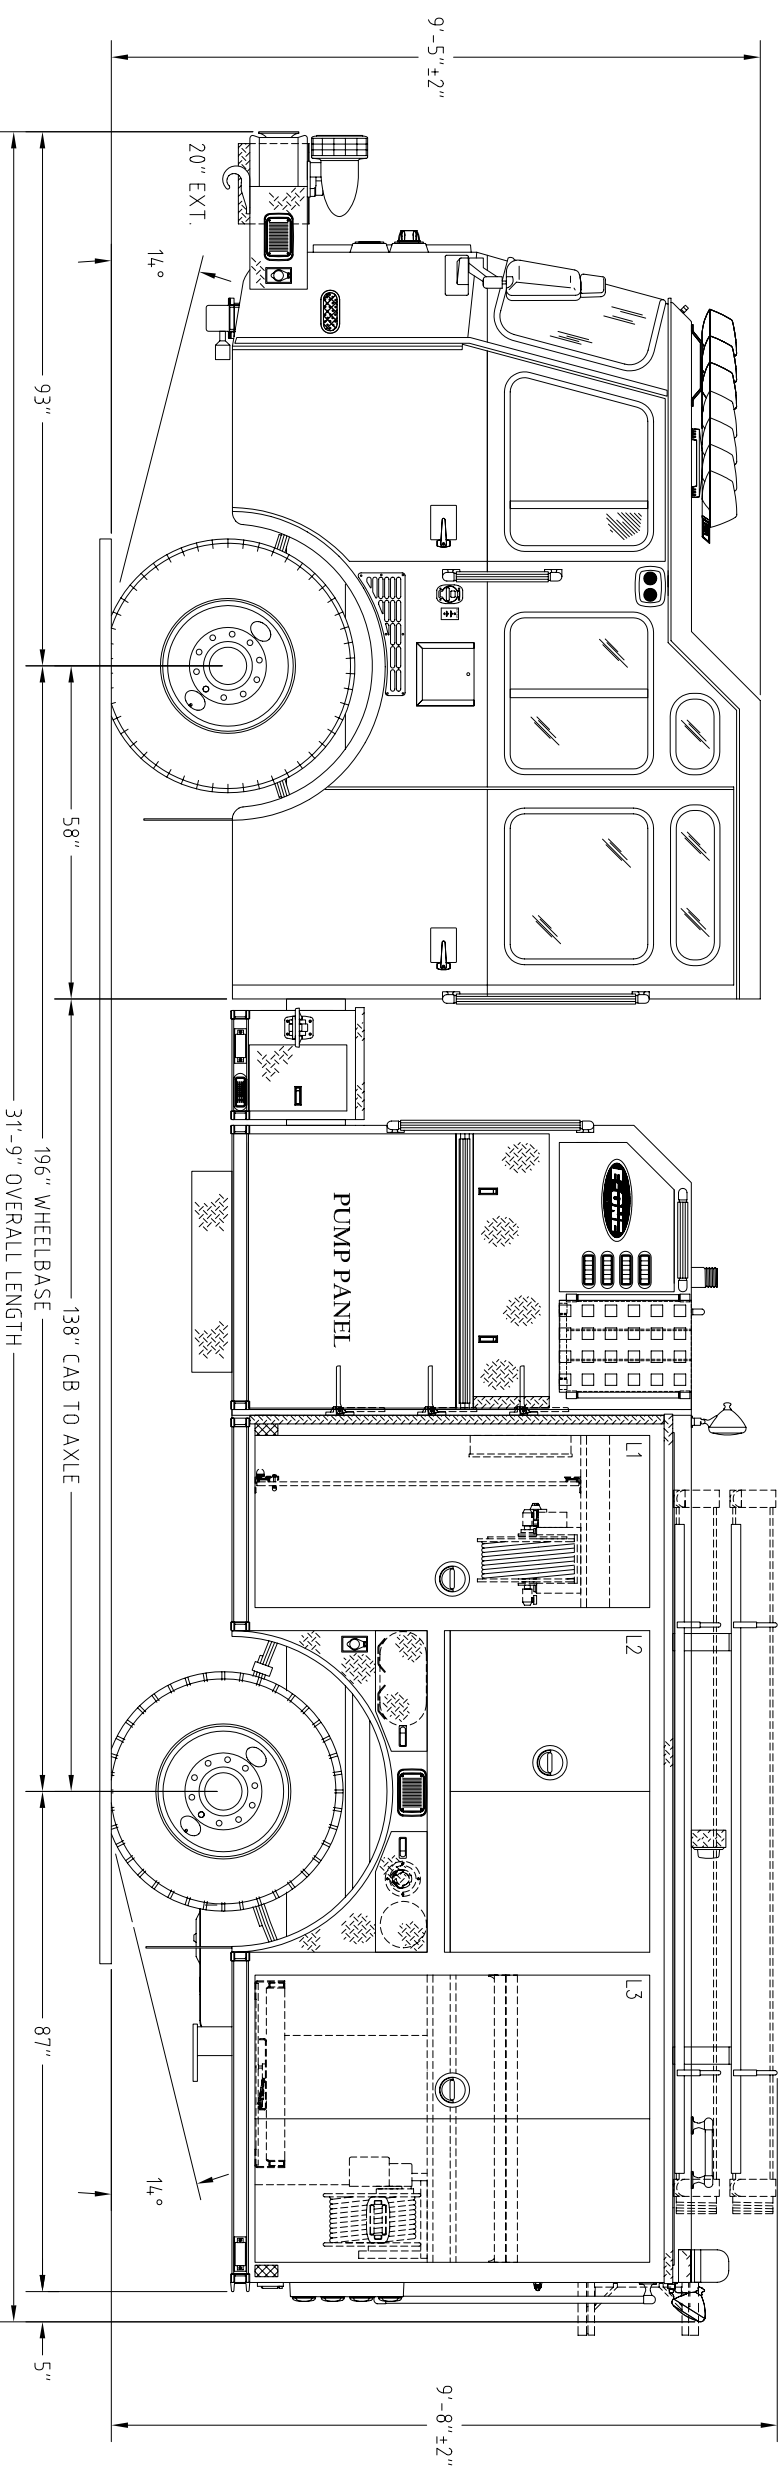 9'-5"±2"
20" EXT.
14°
93"
58"
196" WHEELBASE
138" CAB TO AXLE
31'-9" OVERALL LENGTH
E-ONE
PUMP PANEL
L1
L2
L3
87"
14°
5"
9'-8"±2"